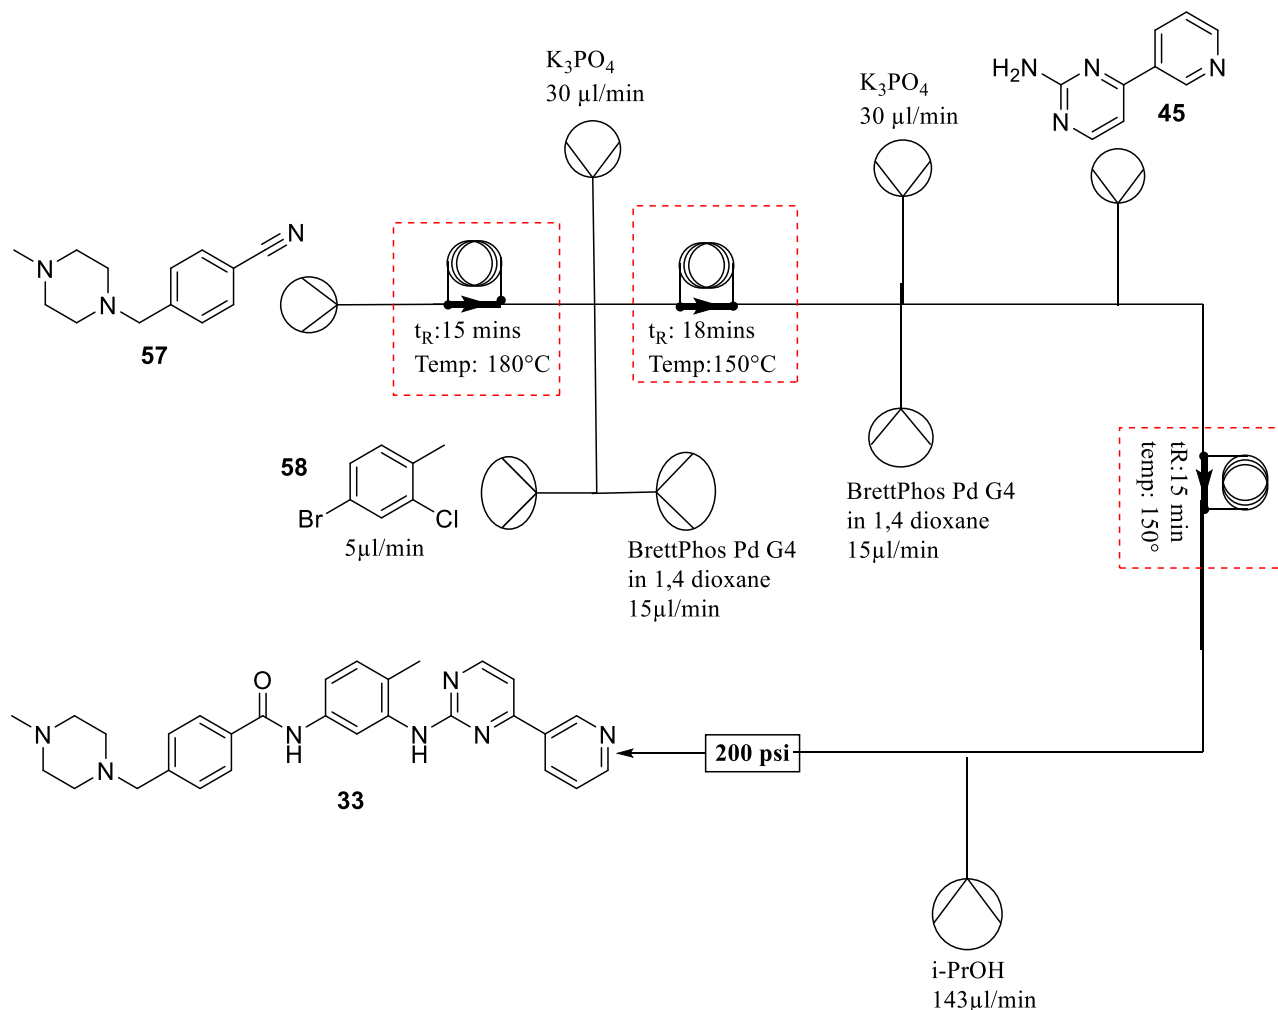 K3PO4
30 µl/min
K3PO4
30 µl/min
H2N
N
N
N
45
N
N
N
57
tR:15 mins
Temp: 180°C
tR: 18mins
Temp:150°C
58
Br
Cl
5µl/min
BrettPhos Pd G4
in 1,4 dioxane
15µl/min
BrettPhos Pd G4
in 1,4 dioxane
15µl/min
tR:15 min
temp: 150°
N
N
O
N
H
N
H
N
N
N
33
200 psi
i-PrOH
143µl/min